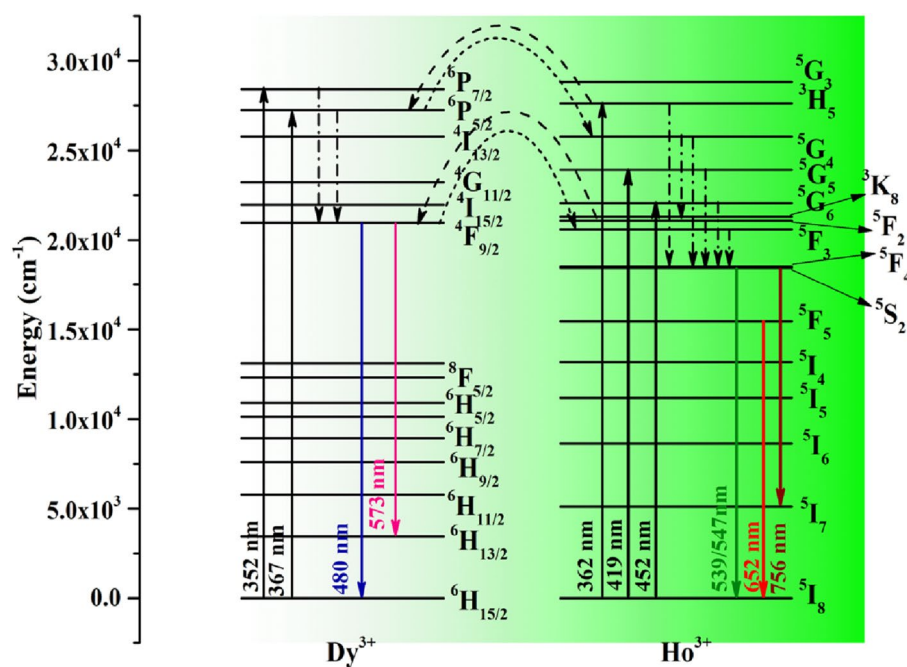 Energy (cm⁻¹)
3.0x10⁴
2.5x10⁴
2.0x10⁴
1.5x10⁴
1.0x10⁴
5.0x10³
0.0
⁶P₇/₂
⁶P₅/₂
⁴I₁₃/₂
⁴G₁₁/₂
⁴I₁₅/₂
⁴F₉/₂
⁸F₅/₂
⁶H₅/₂
⁶H₇/₂
⁶H₉/₂
⁶H₁₁/₂
⁶H₁₃/₂
⁶H₁₅/₂
352 nm
367 nm
480 nm
573 nm
Dy³⁺
⁵G₃
³H₅
⁵G₄
⁵G₅
⁵G₆
³K₈
⁵F₂
⁵F₃
⁵F₄
⁵S₂
⁵F₅
⁵I₄
⁵I₅
⁵I₆
⁵I₇
⁵I₈
362 nm
419 nm
452 nm
539/547nm
652 nm
756 nm
Ho³⁺